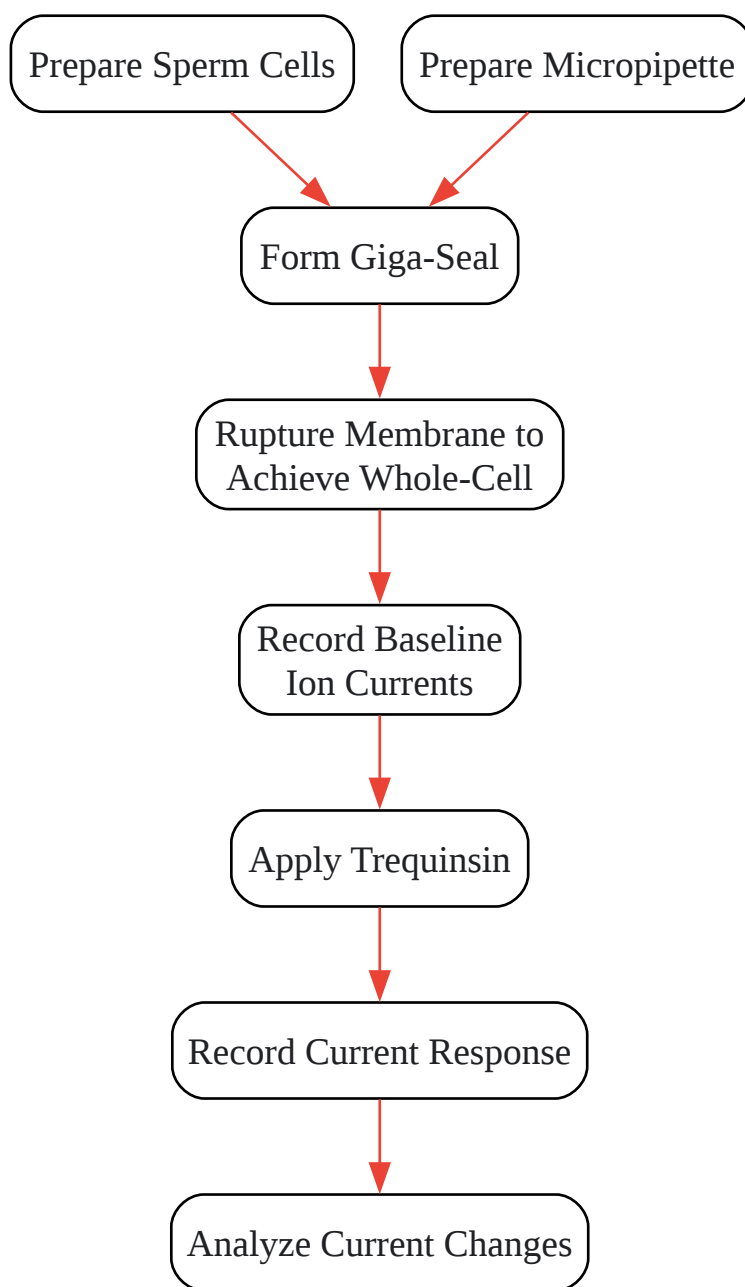 Prepare Sperm Cells
Prepare Micropipette
Form Giga-Seal
Rupture Membrane to
Achieve Whole-Cell
Record Baseline
Ion Currents
Apply Trequinsin
Record Current Response
Analyze Current Changes